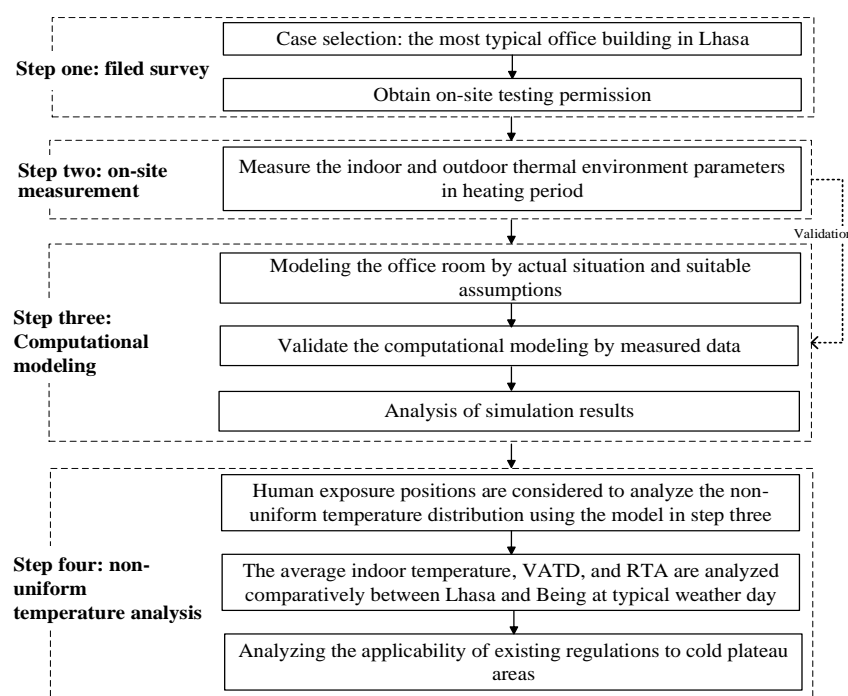 Case selection: the most typical office building in Lhasa
Step one: filed survey
Obtain on-site testing permission
Step two: on-site
measurement
Measure the indoor and outdoor thermal environment parameters
in heating period
Validation
Modeling the office room by actual situation and suitable
assumptions
Step three:
Computational
modeling
Validate the computational modeling by measured data
Analysis of simulation results
Human exposure positions are considered to analyze the non-
uniform temperature distribution using the model in step three
Step four: non-
uniform
temperature analysis
The average indoor temperature, VATD, and RTA are analyzed
comparatively between Lhasa and Being at typical weather day
Analyzing the applicability of existing regulations to cold plateau
areas